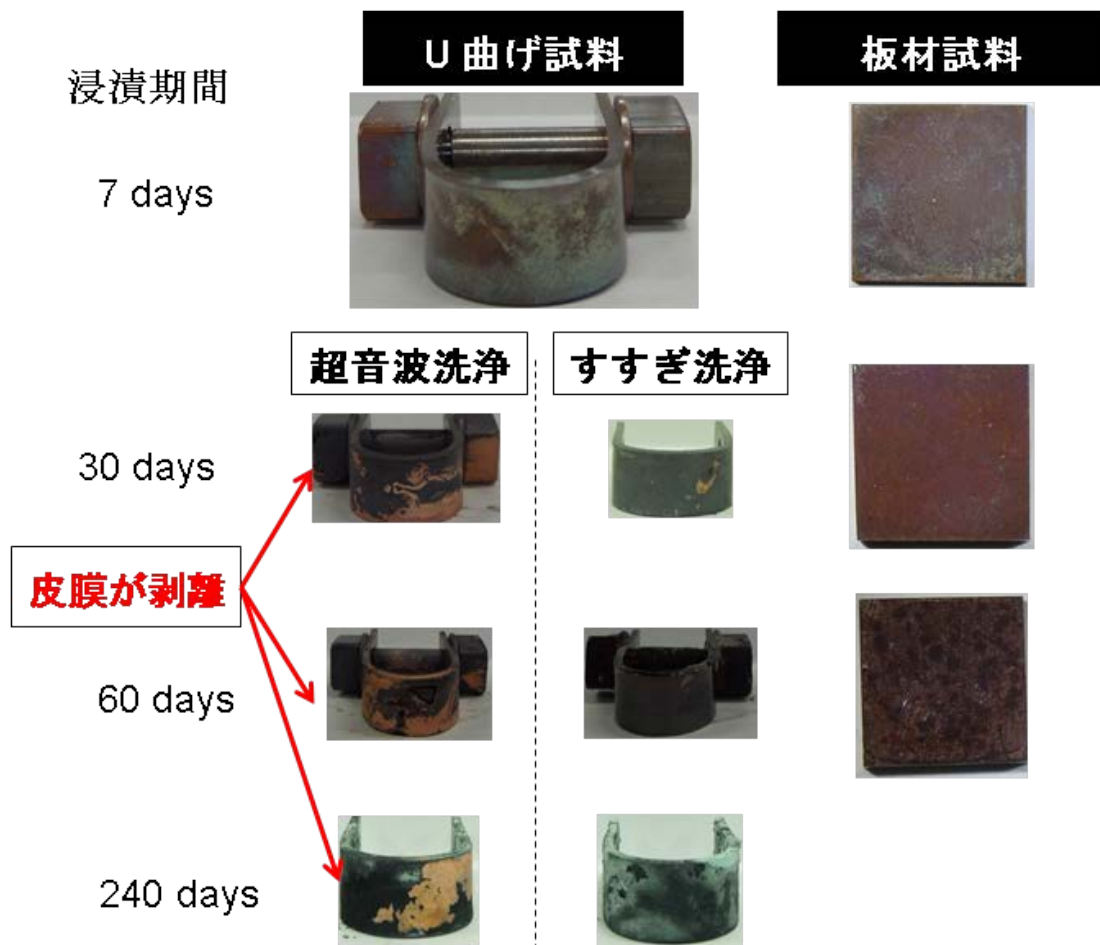 U 曲げ試料
板材試料
浸漬期間
7 days
超音波洗浄
すすぎ洗浄
30 days
皮膜が剥離
60 days
240 days